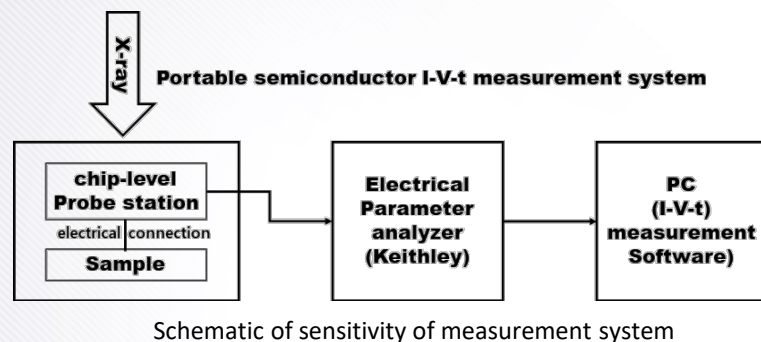 X-ray
Portable semiconductor I-V-t measurement system
chip-level
Probe station
electrical connection
Sample
Electrical
Parameter
analyzer
(Keithley)
PC
(I-V-t)
measurement
Software)
Schematic of sensitivity of measurement system